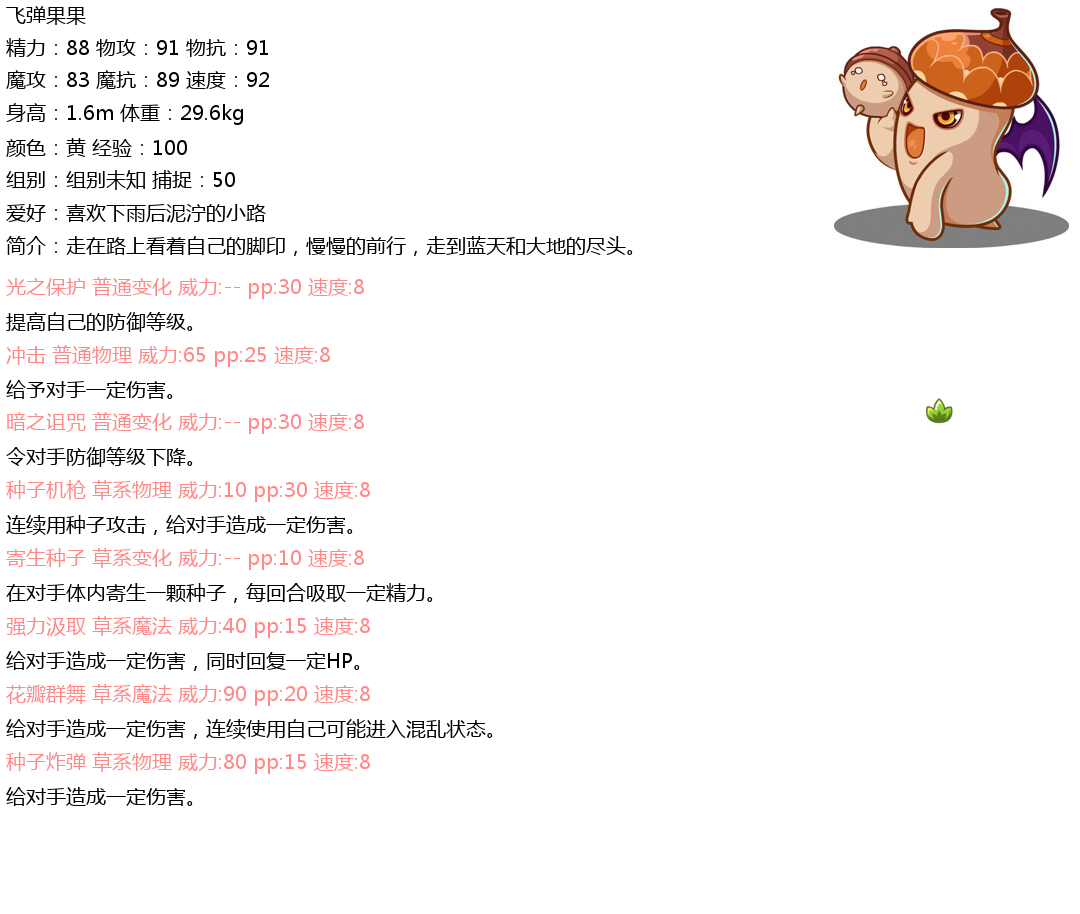 飞弹果果
精力：88 物攻：91 物抗：91
魔攻：83 魔抗：89 速度：92
身高：1.6m 体重：29.6kg
颜色：黄 经验：100
组别：组别未知 捕捉：50
爱好：喜欢下雨后泥泞的小路
简介：走在路上看着自己的脚印，慢慢的前行，走到蓝天和大地的尽头。
光之保护 普通变化 威力:-- pp:30 速度:8
提高自己的防御等级。
冲击 普通物理 威力:65 pp:25 速度:8
给予对手一定伤害。
暗之诅咒 普通变化 威力:-- pp:30 速度:8
令对手防御等级下降。
种子机枪 草系物理 威力:10 pp:30 速度:8
连续用种子攻击，给对手造成一定伤害。
寄生种子 草系变化 威力:-- pp:10 速度:8
在对手体内寄生一颗种子，每回合吸取一定精力。
强力汲取 草系魔法 威力:40 pp:15 速度:8
给对手造成一定伤害，同时回复一定HP。
花瓣群舞 草系魔法 威力:90 pp:20 速度:8
给对手造成一定伤害，连续使用自己可能进入混乱状态。
种子炸弹 草系物理 威力:80 pp:15 速度:8
给对手造成一定伤害。